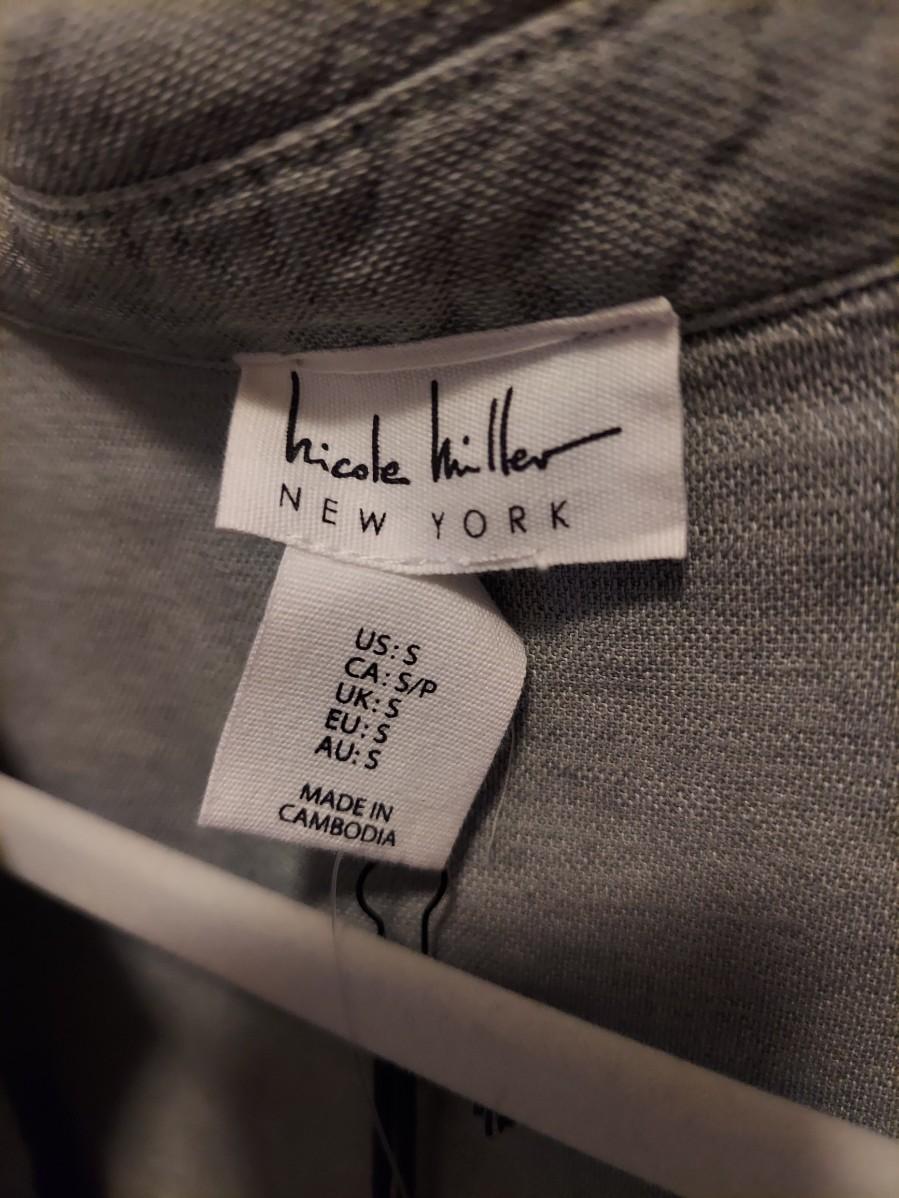 nicole miller
NEW YORK
US: S
CA: S/P
UK: S
EU: S
AU: S
MADE IN
CAMBODIA